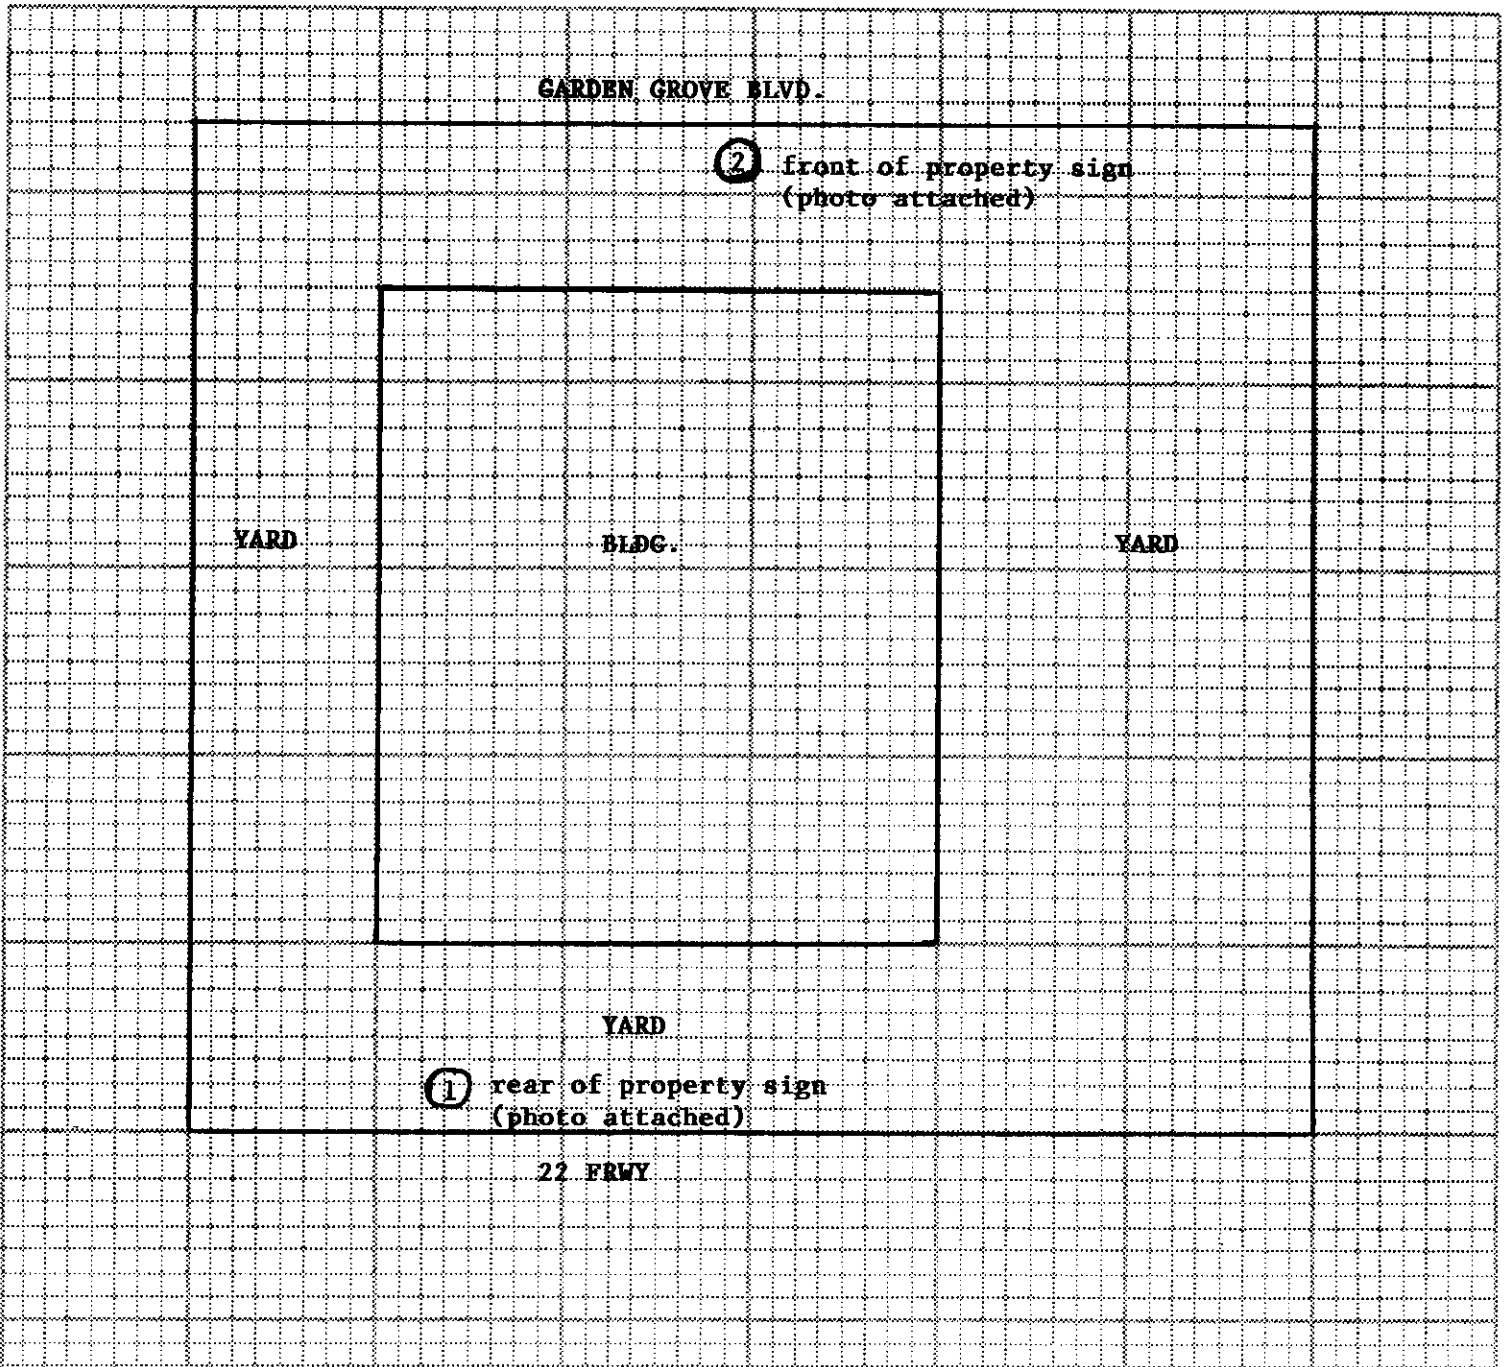 GARDEN GROVE BLVD.
2 front of property sign
(photo attached)
YARD BLDG. YARD
YARD
1 rear of property sign
(photo attached)
22 FRWY